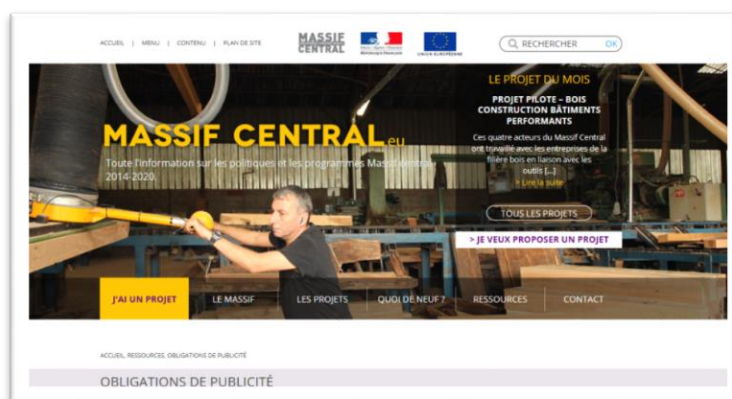 ACCUEIL | MENU | CONTENU | PLAN DE SITE
MASSIF
CENTRAL
UNION EUROPÉENNE
RECHERCHER OK
LE PROJET DU MOIS
PROJET PILOTE – BOIS
CONSTRUCTION BÂTIMENTS
PERFORMANTS
Ces quatre acteurs du Massif Central
ont travaillé avec les entreprises de la
filière bois en liaison avec les
outils [...]
> Lire la suite
TOUS LES PROJETS
> JE VEUX PROPOSER UN PROJET
MASSIF CENTRAL.eu
Toute l'information sur les politiques et les programmes Massif central
2014-2020.
J'AI UN PROJET
LE MASSIF
LES PROJETS
QUOI DE NEUF ?
RESSOURCES
CONTACT
ACCUEIL, RESSOURCES, OBLIGATIONS DE PUBLICITÉ
OBLIGATIONS DE PUBLICITÉ